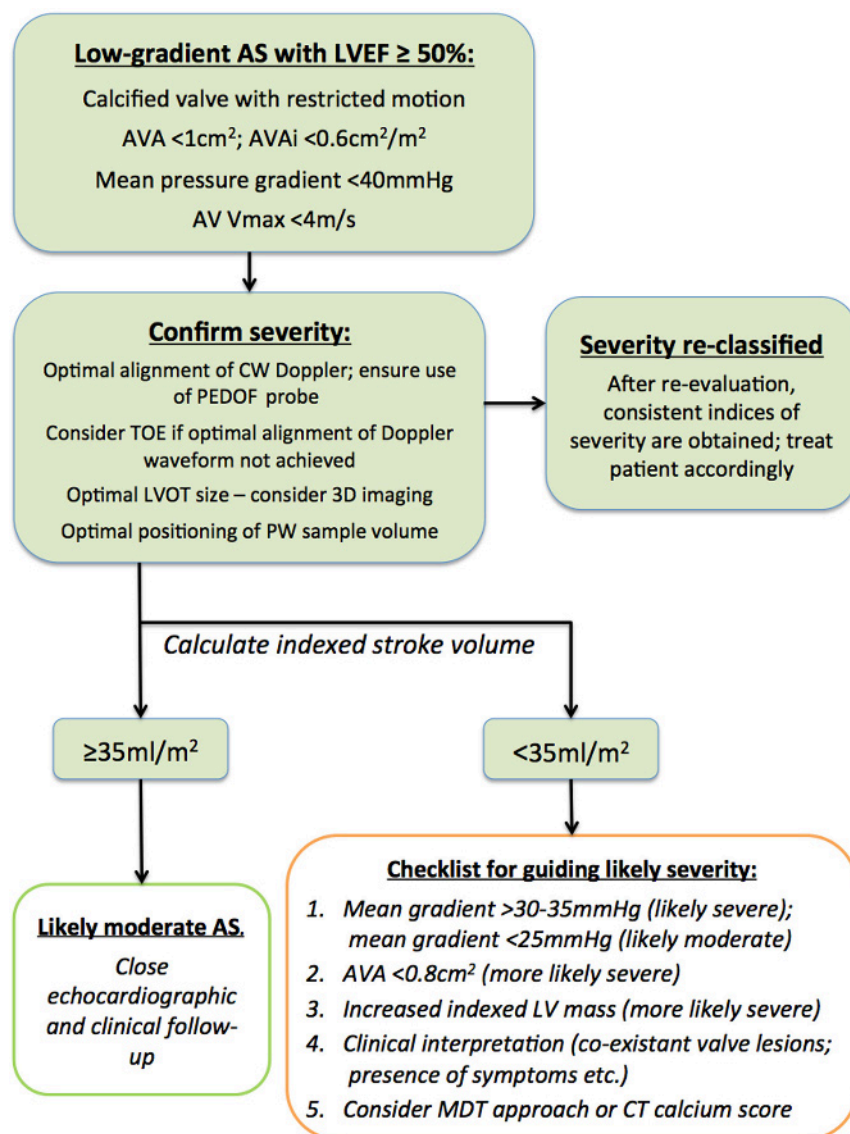 Low-gradient AS with LVEF ≥ 50%:
Calcified valve with restricted motion
AVA <1cm²; AVAi <0.6cm²/m²
Mean pressure gradient <40mmHg
AV Vmax <4m/s
Confirm severity:
Optimal alignment of CW Doppler; ensure use
of PEDOF probe
Consider TOE if optimal alignment of Doppler
waveform not achieved
Optimal LVOT size – consider 3D imaging
Optimal positioning of PW sample volume
Severity re-classified
After re-evaluation,
consistent indices of
severity are obtained; treat
patient accordingly
Calculate indexed stroke volume
≥35ml/m²
<35ml/m²
Likely moderate AS.
Close
echocardiographic
and clinical follow-
up
Checklist for guiding likely severity:
1. Mean gradient >30-35mmHg (likely severe);
mean gradient <25mmHg (likely moderate)
2. AVA <0.8cm² (more likely severe)
3. Increased indexed LV mass (more likely severe)
4. Clinical interpretation (co-existant valve lesions;
presence of symptoms etc.)
5. Consider MDT approach or CT calcium score